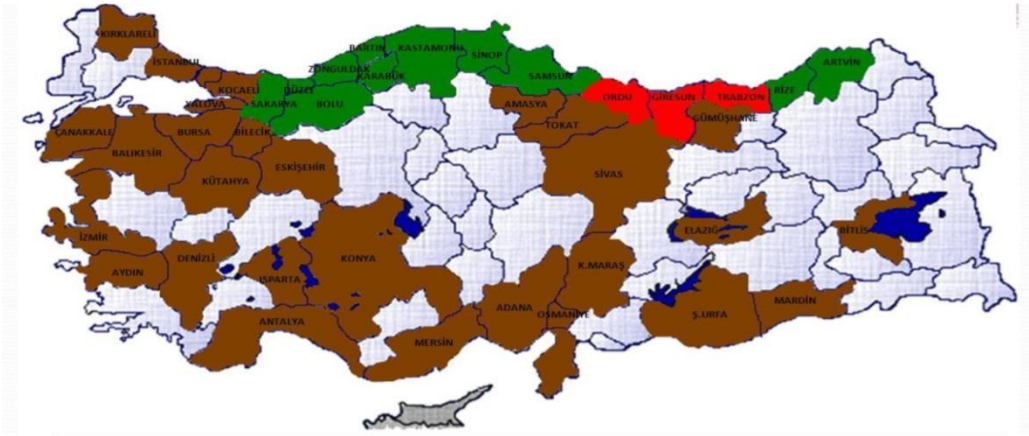 KIRKLARELİ
İSTANBUL
KOCAELİ
YALOVA
SAKARYA
DÜZCE
BOLU
ZONGULDAK
BARTIN
KARABÜK
KASTAMONU
SİNOP
SAMSUN
AMASYA
TOKAT
ORDU
GİRESUN
TRABZON
GÜMÜŞHANE
RİZE
ARTVİN
ÇANAKKALE
BALIKESİR
BURSA
BİLECİK
KÜTAHYA
ESKİŞEHİR
SİVAS
İZMİR
AYDIN
DENİZLİ
ISPARTA
KONYA
ANTALYA
MERSİN
ADANA
OSMANİYE
K.MARAŞ
ELAZIĞ
BİTLİS
Ş.URFA
MARDİN